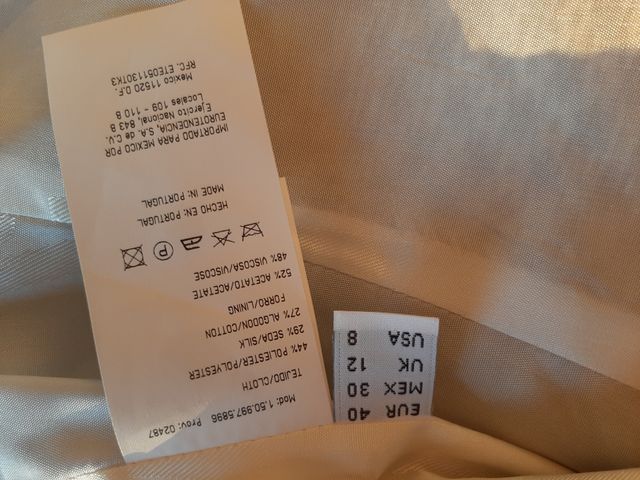 Mod: 1.50.997.5896 Prov: 02487
TEJIDO/CLOTH
44% POLIESTER/POLYESTER
29% SEDA/SILK
27% ALGODON/COTTON
FORRO/LINING
52% ACETATO/ACETATE
48% VISCOSA/VISCOSE
P
HECHO EN: PORTUGAL
MADE IN: PORTUGAL
IMPORTADO PARA MEXICO POR
EUROTENDENCIA, S.A. de C.V.
Ejercito Nacional, 843 B
Locales 109 - 110 B
Mexico 11520 D.F.
RFC. ETE051130TK3
EUR 40
MEX 30
UK 12
USA 8